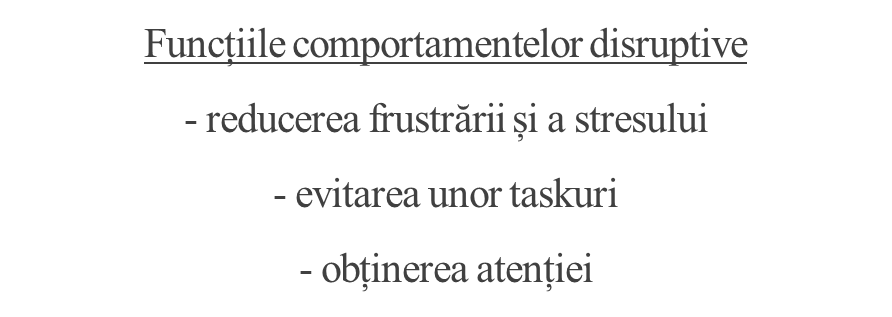 Funcțiile comportamentelor disruptive
- reducerea frustrării și a stresului
- evitarea unor taskuri
- obținerea atenției